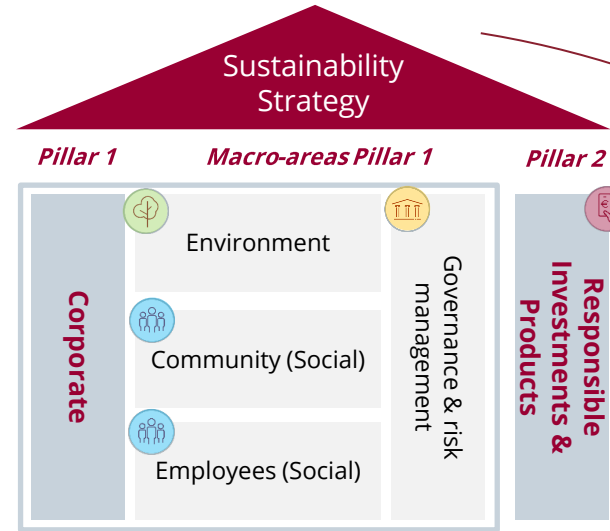 Sustainability
Strategy
Pillar 1
Macro-areas Pillar 1
Pillar 2
Corporate
Environment
Community (Social)
Employees (Social)
Governance & risk
management
Responsible
Investments &
Products